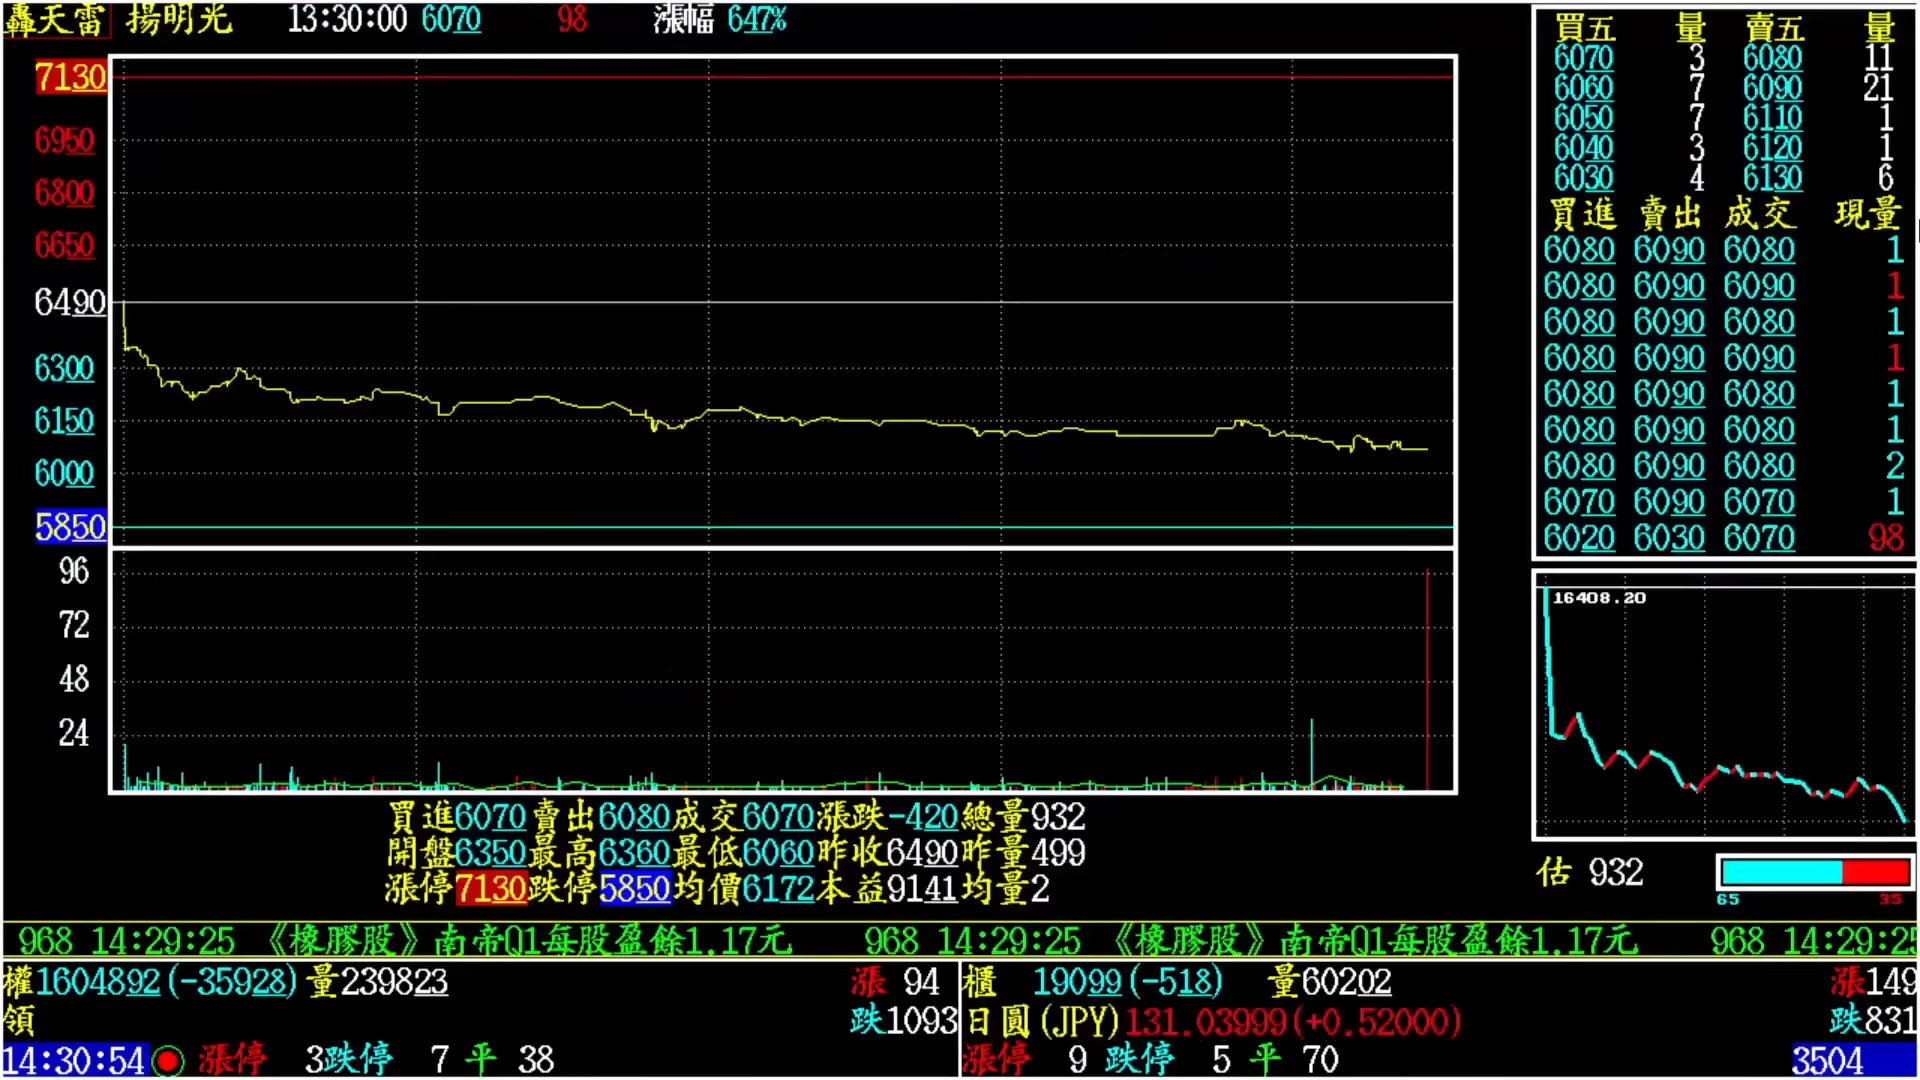 轟天雷 揚明光 13:30:00 6070 98 漲幅 647%
7130
6950
6800
6650
6490
6300
6150
6000
5850
96
72
48
24
買五 量 賣五 量
6070 3 6080 11
6060 7 6090 21
6050 7 6110 1
6040 3 6120 1
6030 4 6130 6
買進 賣出 成交 現量
6080 6090 6080 1
6080 6090 6090 1
6080 6090 6080 1
6080 6090 6090 1
6080 6090 6080 1
6080 6090 6080 1
6080 6090 6080 2
6070 6090 6070 1
6020 6030 6070 98
16408.20
估 932
65 35
買進6070賣出6080成交6070漲跌-420總量932
開盤6350最高6360最低6060昨收6490昨量499
漲停7130跌停5850均價6172本益9141均量2
968 14:29:25 《橡膠股》南帝Q1每股盈餘1.17元 968 14:29:25 《橡膠股》南帝Q1每股盈餘1.17元 968 14:29:25
權1604892(-35928)量239823 漲 94
領 跌1093
14:30:54 漲停 3跌停 7 平 38
櫃 19099(-518) 量60202 漲149
日圓(JPY)131.03999(+0.52000) 跌831
漲停 9 跌停 5 平 70 3504